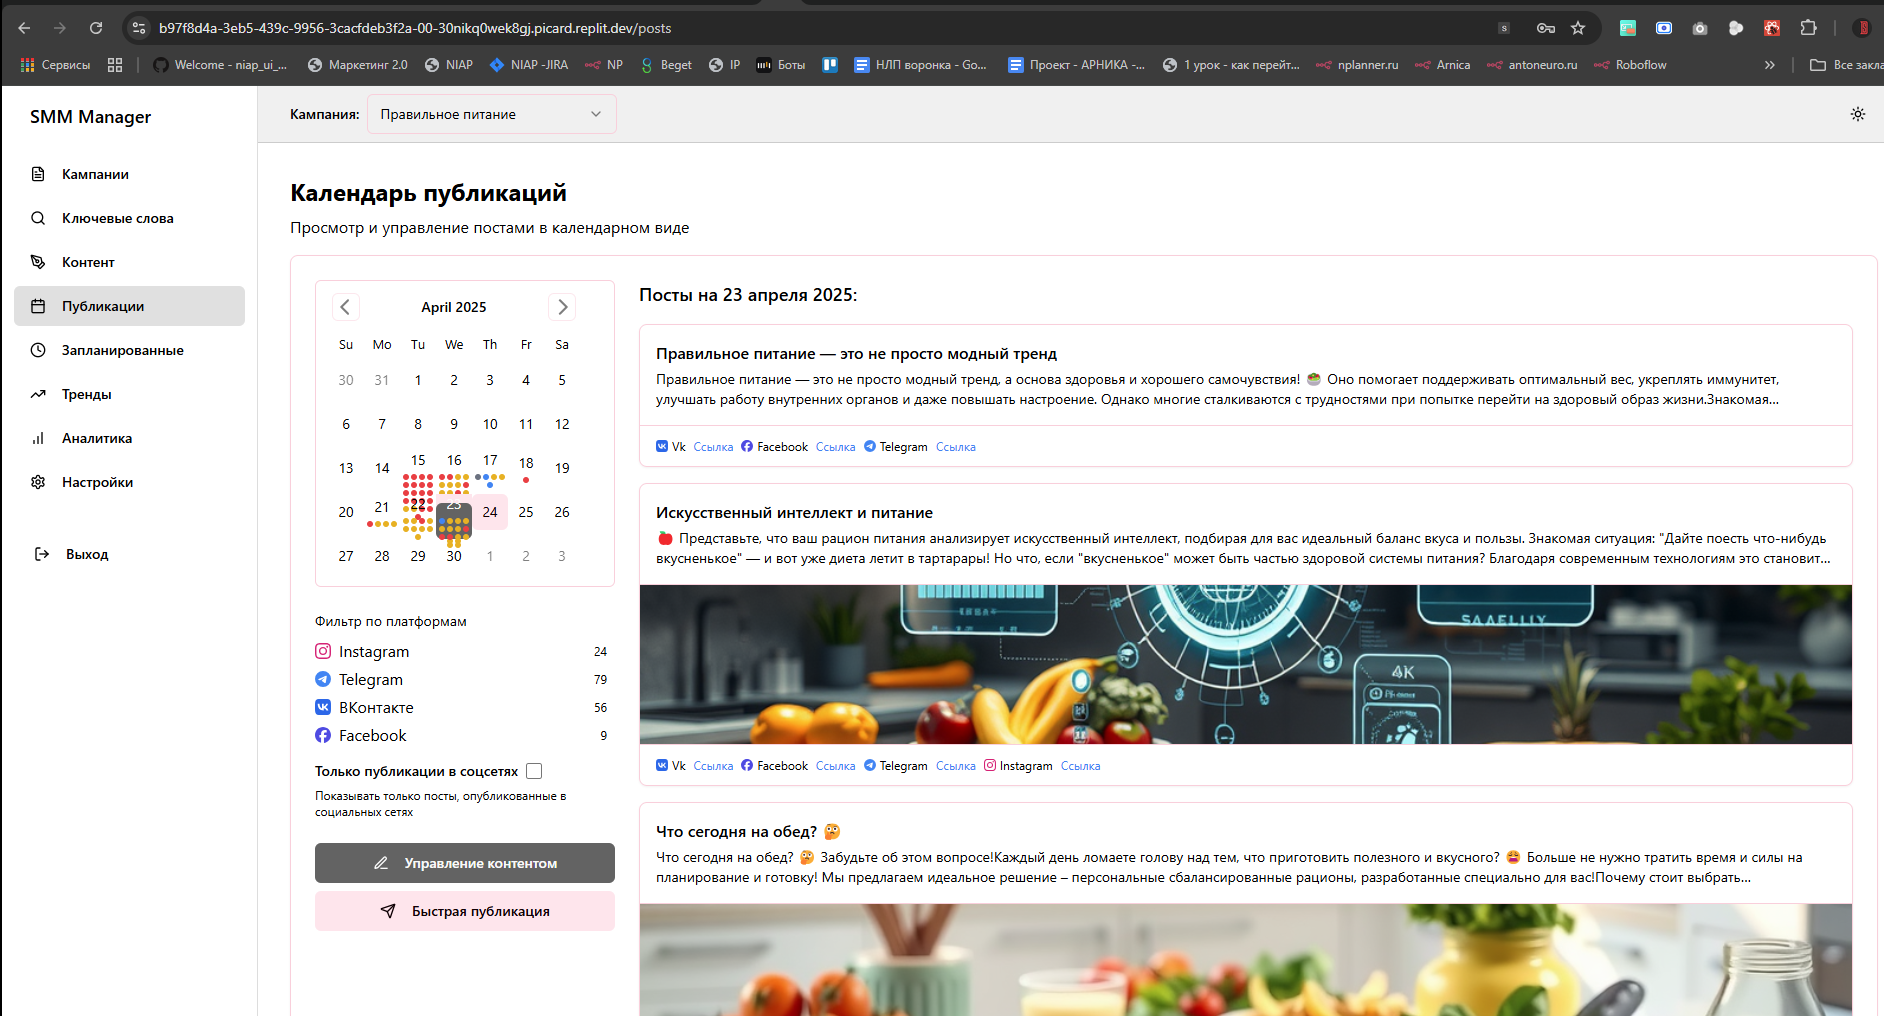 b97f8d4a-3eb5-439c-9956-3cacfdeb3f2a-00-30nikq0wek8gj.picard.replit.dev/posts
Сервисы
Welcome - niap_ui_...
Маркетинг 2.0
NIAP
NIAP -JIRA
NP
Beget
IP
Боты
НЛП воронка - Go...
Проект - АРНИКА -...
1 урок - как перейт...
nplanner.ru
Arnica
antoneuro.ru
Roboflow
»
Все закла
SMM Manager
Кампании
Ключевые слова
Контент
Публикации
Запланированные
Тренды
Аналитика
Настройки
Выход
Кампания: Правильное питание
Календарь публикаций
Просмотр и управление постами в календарном виде
April 2025
Su Mo Tu We Th Fr Sa
30 31 1 2 3 4 5
6 7 8 9 10 11 12
13 14 15 16 17 18 19
20 21 22 23 24 25 26
27 28 29 30 1 2 3
Фильтр по платформам
Instagram 24
Telegram 79
ВКонтакте 56
Facebook 9
Только публикации в соцсетях
Показывать только посты, опубликованные в
социальных сетях
Управление контентом
Быстрая публикация
Посты на 23 апреля 2025:
Правильное питание — это не просто модный тренд
Правильное питание — это не просто модный тренд, а основа здоровья и хорошего самочувствия! 🥗 Оно помогает поддерживать оптимальный вес, укреплять иммунитет,
улучшать работу внутренних органов и даже повышать настроение. Однако многие сталкиваются с трудностями при попытке перейти на здоровый образ жизни.Знакомая...
Vk Ссылка Facebook Ссылка Telegram Ссылка
Искусственный интеллект и питание
🍎 Представьте, что ваш рацион питания анализирует искусственный интеллект, подбирая для вас идеальный баланс вкуса и пользы. Знакомая ситуация: "Дайте поесть что-нибудь
вкусненькое" — и вот уже диета летит в тартарары! Но что, если "вкусненькое" может быть частью здоровой системы питания? Благодаря современным технологиям это становит...
4K
Vk Ссылка Facebook Ссылка Telegram Ссылка Instagram Ссылка
Что сегодня на обед? 🤔
Что сегодня на обед? 🤔 Забудьте об этом вопросе!Каждый день ломаете голову над тем, что приготовить полезного и вкусного? 😩 Больше не нужно тратить время и силы на
планирование и готовку! Мы предлагаем идеальное решение – персональные сбалансированные рационы, разработанные специально для вас!Почему стоит выбрать...